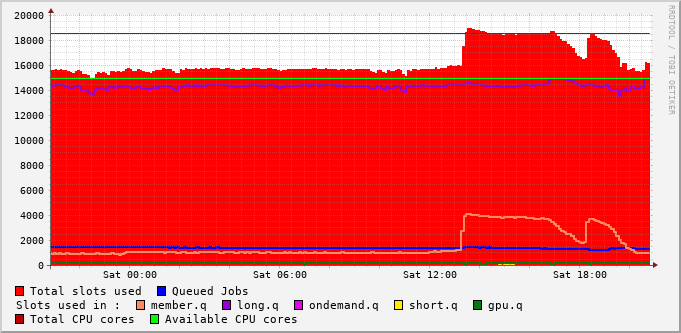 RRDTOOL / TOBI OETIKER
20000
18000
16000
14000
12000
10000
8000
6000
4000
2000
0
Sat 00:00 Sat 06:00 Sat 12:00 Sat 18:00
Total slots used Queued Jobs
Slots used in : member.q long.q ondemand.q short.q gpu.q
Total CPU cores Available CPU cores